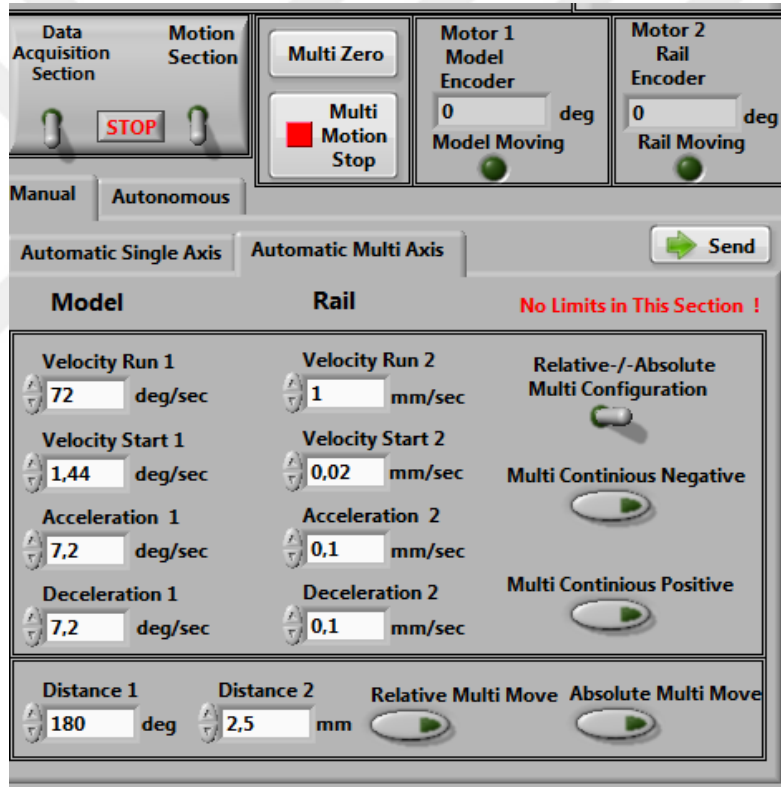 Data
Acquisition
Section
Motion
Section
STOP
Multi Zero
Multi
Motion
Stop
Motor 1
Model
Encoder
0 deg
Model Moving
Motor 2
Rail
Encoder
0 deg
Rail Moving
Manual Autonomous
Automatic Single Axis Automatic Multi Axis Send
Model Rail No Limits in This Section !
Velocity Run 1
72 deg/sec
Velocity Run 2
1 mm/sec
Relative-/-Absolute
Multi Configuration
Velocity Start 1
1,44 deg/sec
Velocity Start 2
0,02 mm/sec
Multi Continious Negative
Acceleration 1
7,2 deg/sec
Acceleration 2
0,1 mm/sec
Deceleration 1
7,2 deg/sec
Deceleration 2
0,1 mm/sec
Multi Continious Positive
Distance 1
180 deg
Distance 2
2,5 mm
Relative Multi Move Absolute Multi Move